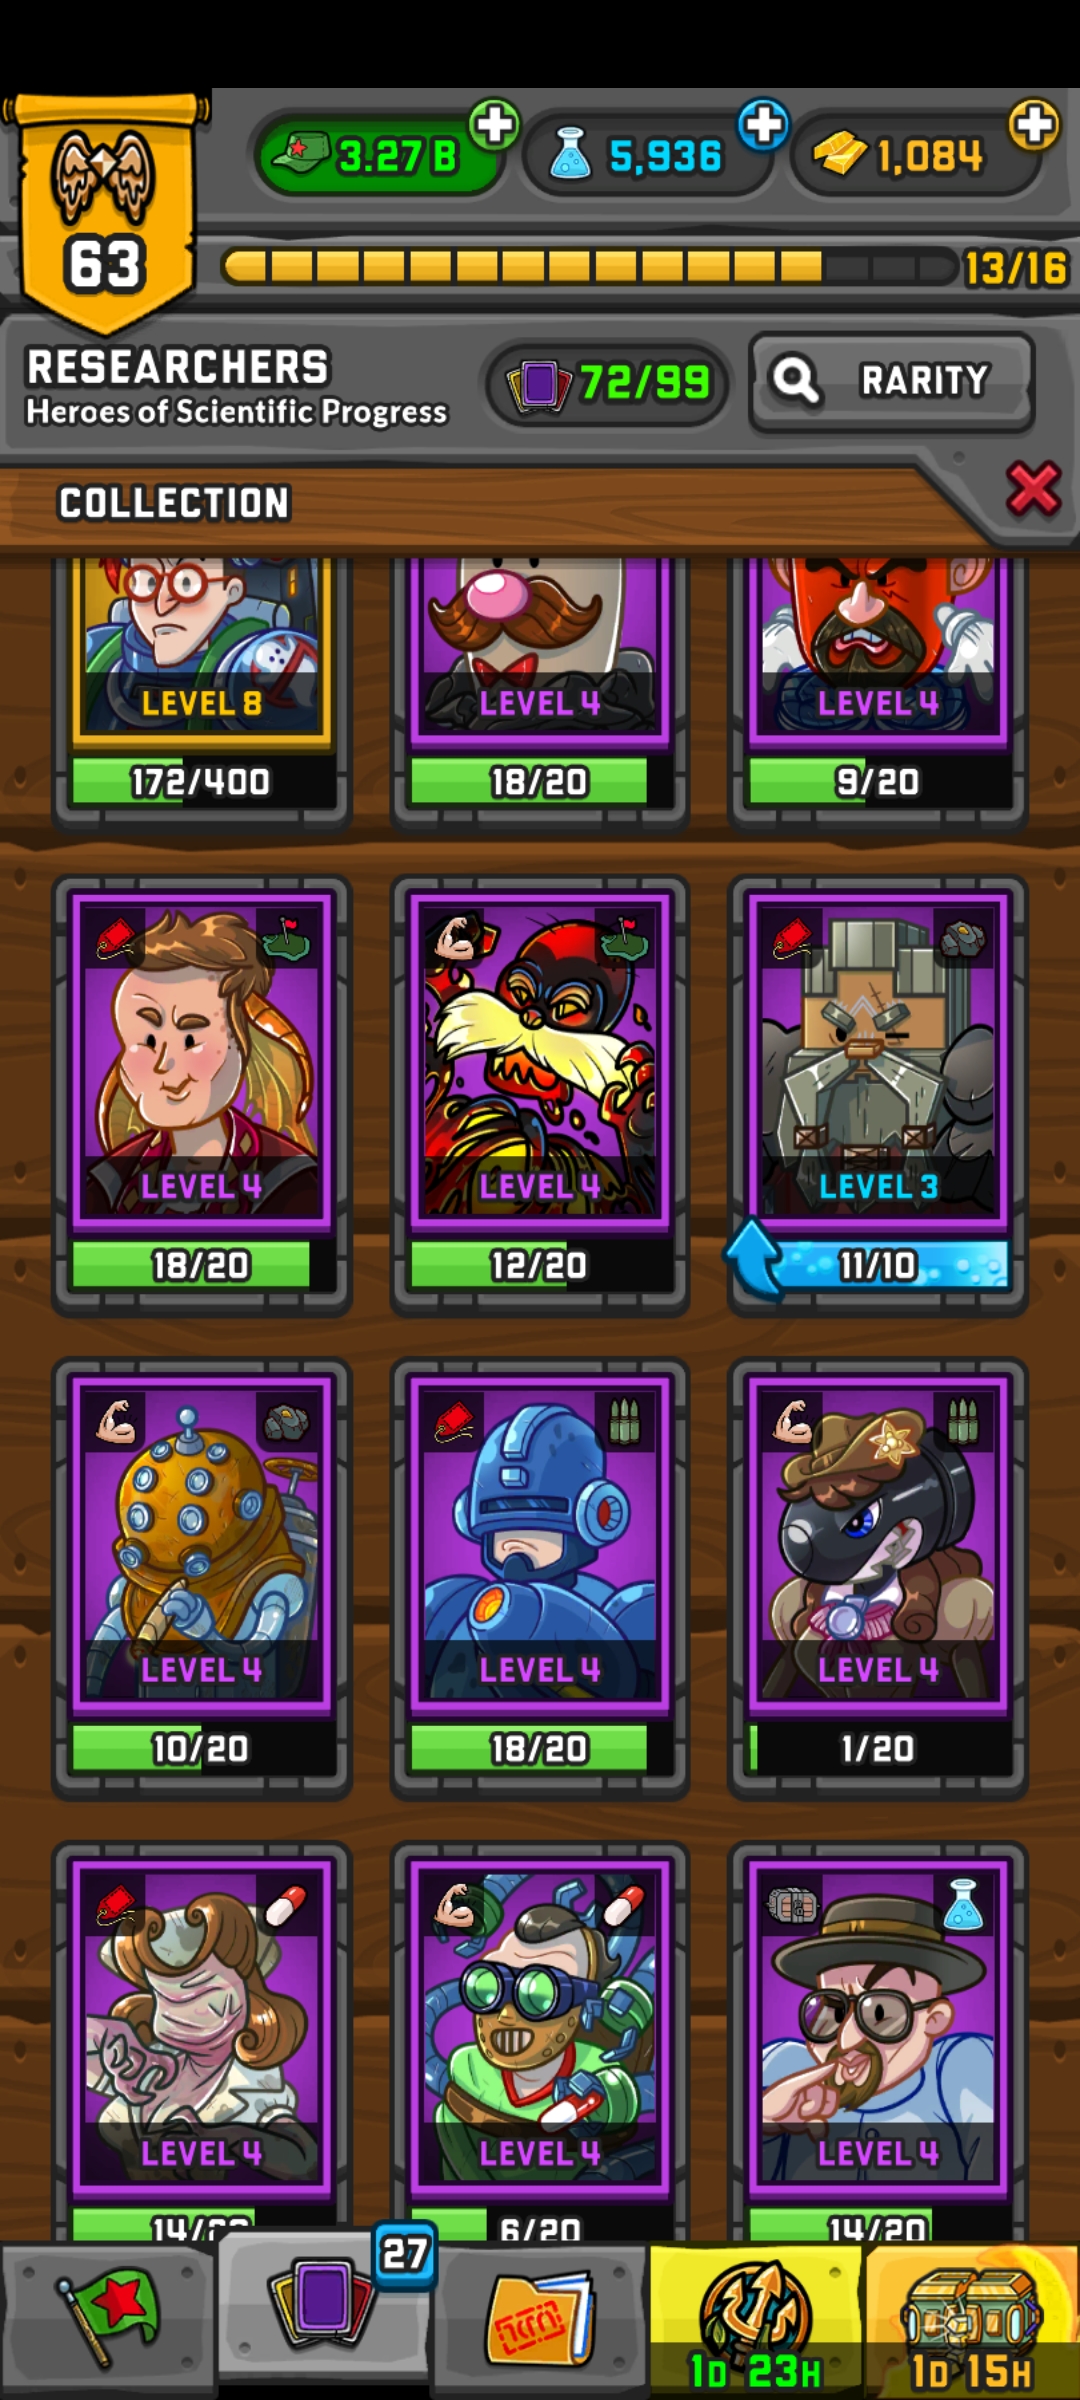 3.27 B
5,936
1,084
63
13/16
RESEARCHERS
Heroes of Scientific Progress
72/99
RARITY
COLLECTION
LEVEL 8
LEVEL 4
LEVEL 4
172/400
18/20
9/20
LEVEL 4
LEVEL 4
LEVEL 3
18/20
12/20
11/10
LEVEL 4
LEVEL 4
LEVEL 4
10/20
18/20
1/20
LEVEL 4
LEVEL 4
LEVEL 4
14/20
6/20
14/20
27
1D 23H
1D 15H